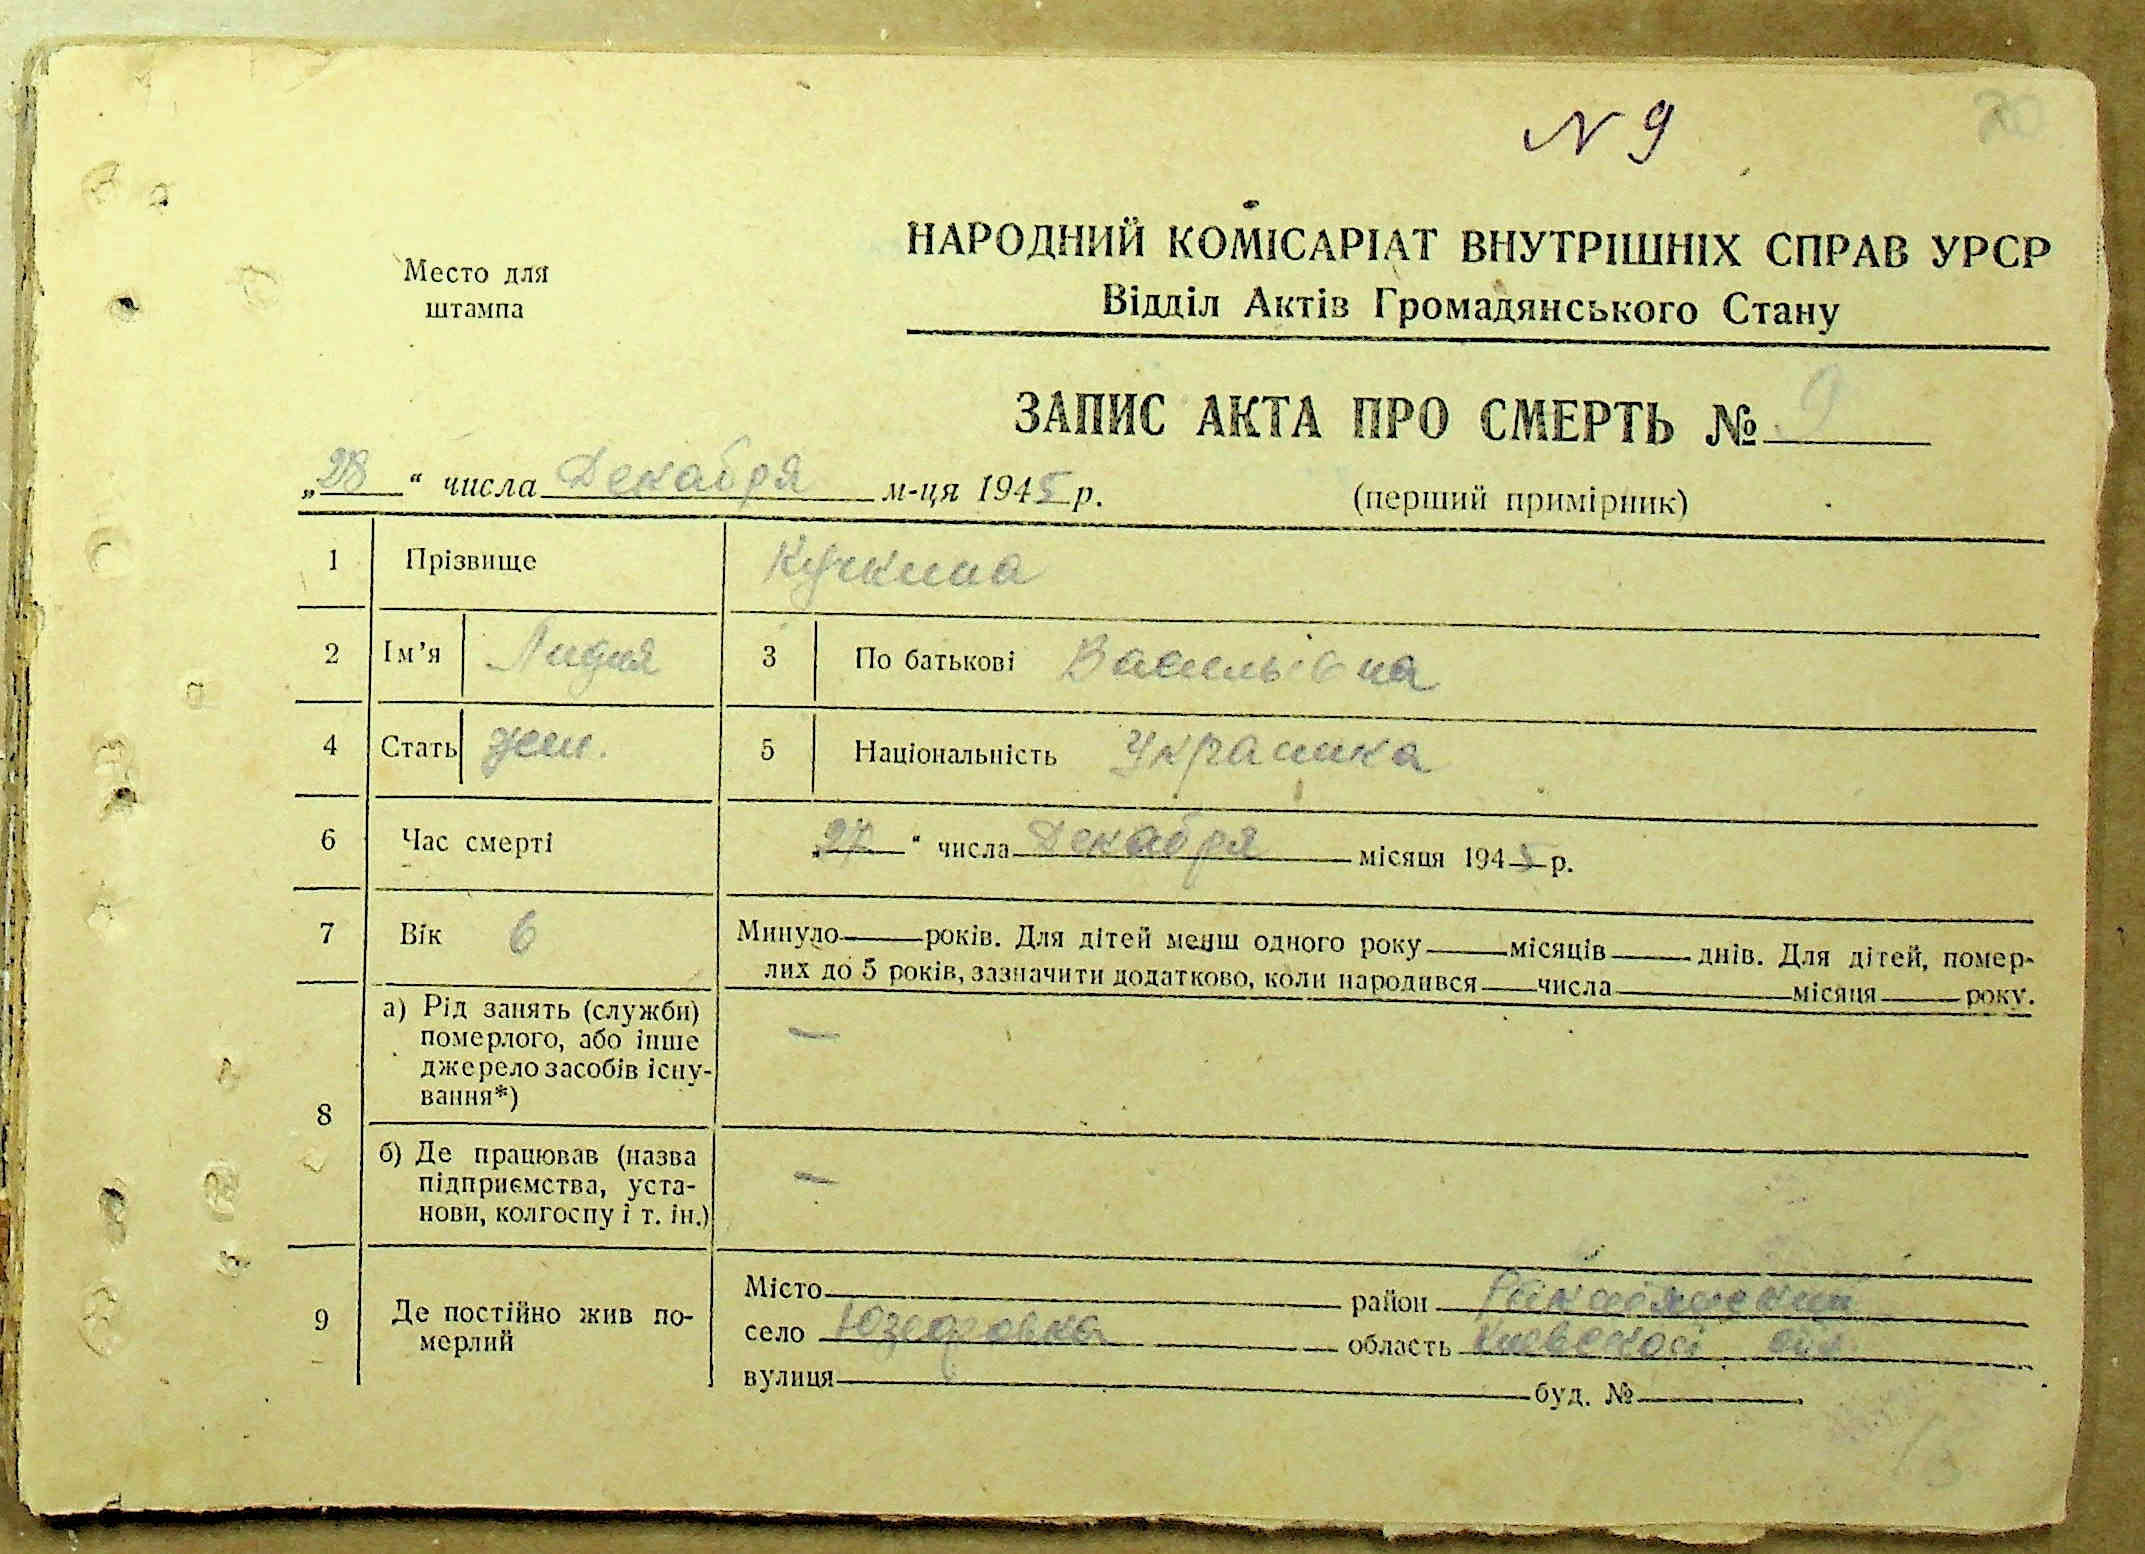 N 9
НАРОДНИЙ КОМІСАРІАТ ВНУТРІШНІХ СПРАВ УРСР
Место для
штампа
Відділ Актів Громадянського Стану
ЗАПИС АКТА ПРО СМЕРТЬ № 9
„28“ числа Декабря м-ця 1945 р. (перший примірник)
1 Прізвище Кучкина
2 Ім’я Лидия 3 По батькові Васильевна
4 Стать жен. 5 Національність Украинка
6 Час смерті „27“ числа Декабря місяця 1945 р.
7 Вік 6 Минуло років. Для дітей менш одного року місяців днів. Для дітей, помер-
лих до 5 років, зазначити додатково, коли народився числа місяця року.
8 а) Рід занять (служби)
померлого, або інше
джерело засобів існу-
вання*) —
б) Де працював (назва
підприємства, уста-
нови, колгоспу і т. ін.) —
9 Де постійно жив по-
мерлий
Місто район
село Юзефовка область Киевской обл.
вулиця буд. №